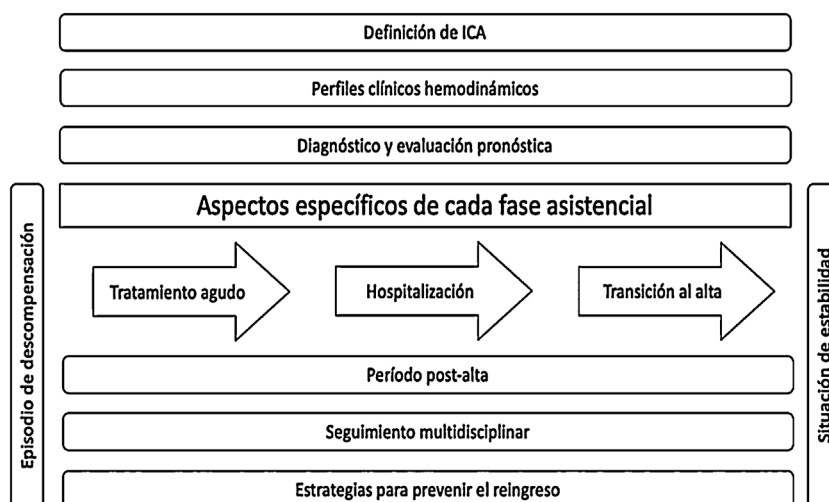 Definición de ICA
Perfiles clínicos hemodinámicos
Diagnóstico y evaluación pronóstica
Episodio de descompensación
Aspectos específicos de cada fase asistencial
Situación de estabilidad
Tratamiento agudo
Hospitalización
Transición al alta
Período post-alta
Seguimiento multidisciplinar
Estrategias para prevenir el reingreso